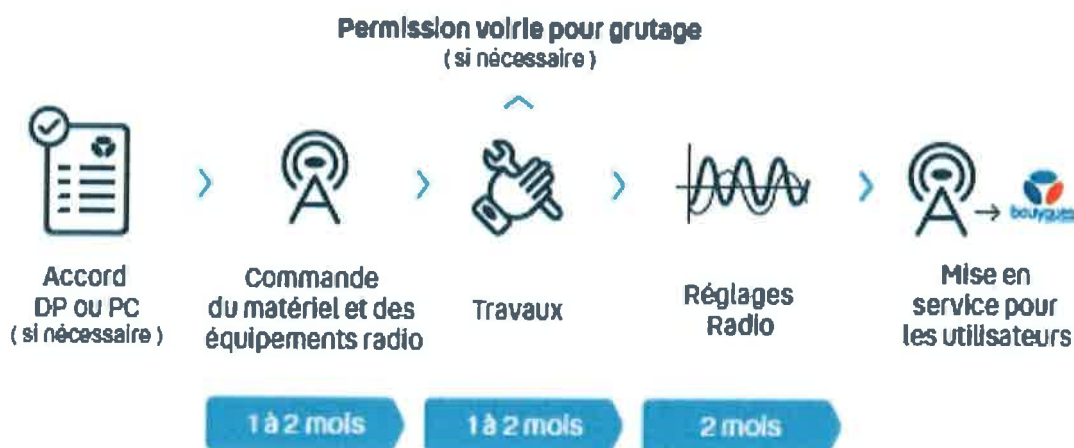 Permission voirie pour grutage
( si nécessaire )
Accord
DP ou PC
( si nécessaire )
Commande
du matériel et des
équipements radio
Travaux
Réglages
Radio
bouygues
Mise en
service pour
les utilisateurs
1 à 2 mois
1 à 2 mois
2 mois